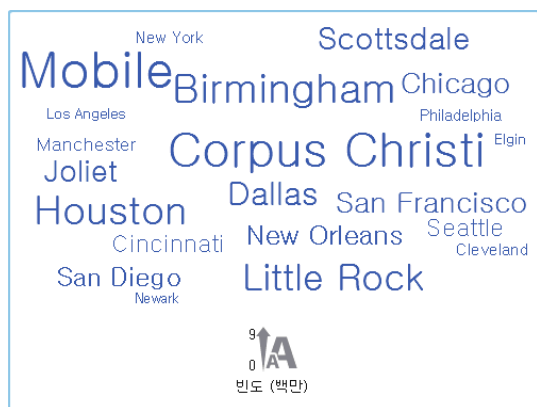 New York
Scottsdale
Mobile
Birmingham
Chicago
Los Angeles
Philadelphia
Manchester
Corpus Christi
Elgin
Joliet
Dallas
San Francisco
Houston
New Orleans
Seattle
Cincinnati
Cleveland
San Diego
Little Rock
Newark
9
0
AA
빈도 (백만)